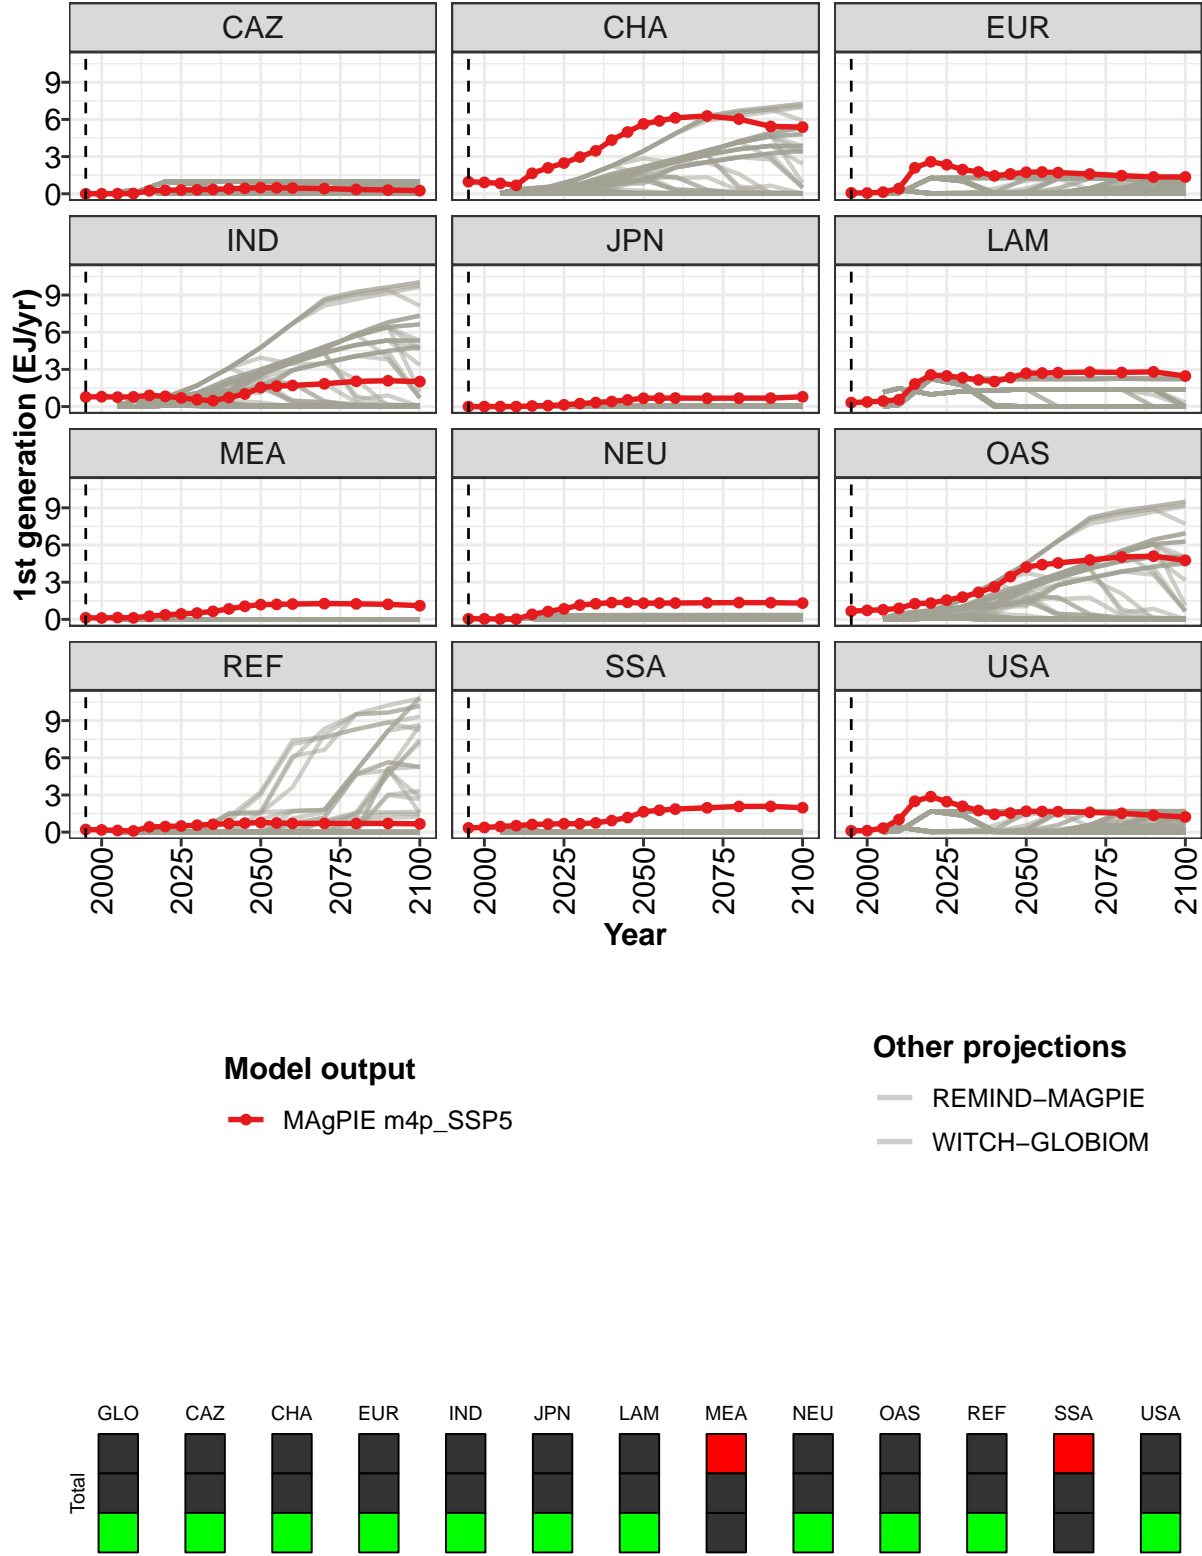 CAZ CHA EUR
9
6
3
0
IND JPN LAM
9
6
3
0
1st generation (EJ/yr)
MEA NEU OAS
9
6
3
0
REF SSA USA
9
6
3
0
2000 2025 2050 2075 2100 2000 2025 2050 2075 2100 2000 2025 2050 2075 2100
Year
Model output
MAgPIE m4p_SSP5
Other projections
REMIND−MAGPIE
WITCH−GLOBIOM
GLO CAZ CHA EUR IND JPN LAM MEA NEU OAS REF SSA USA
Total